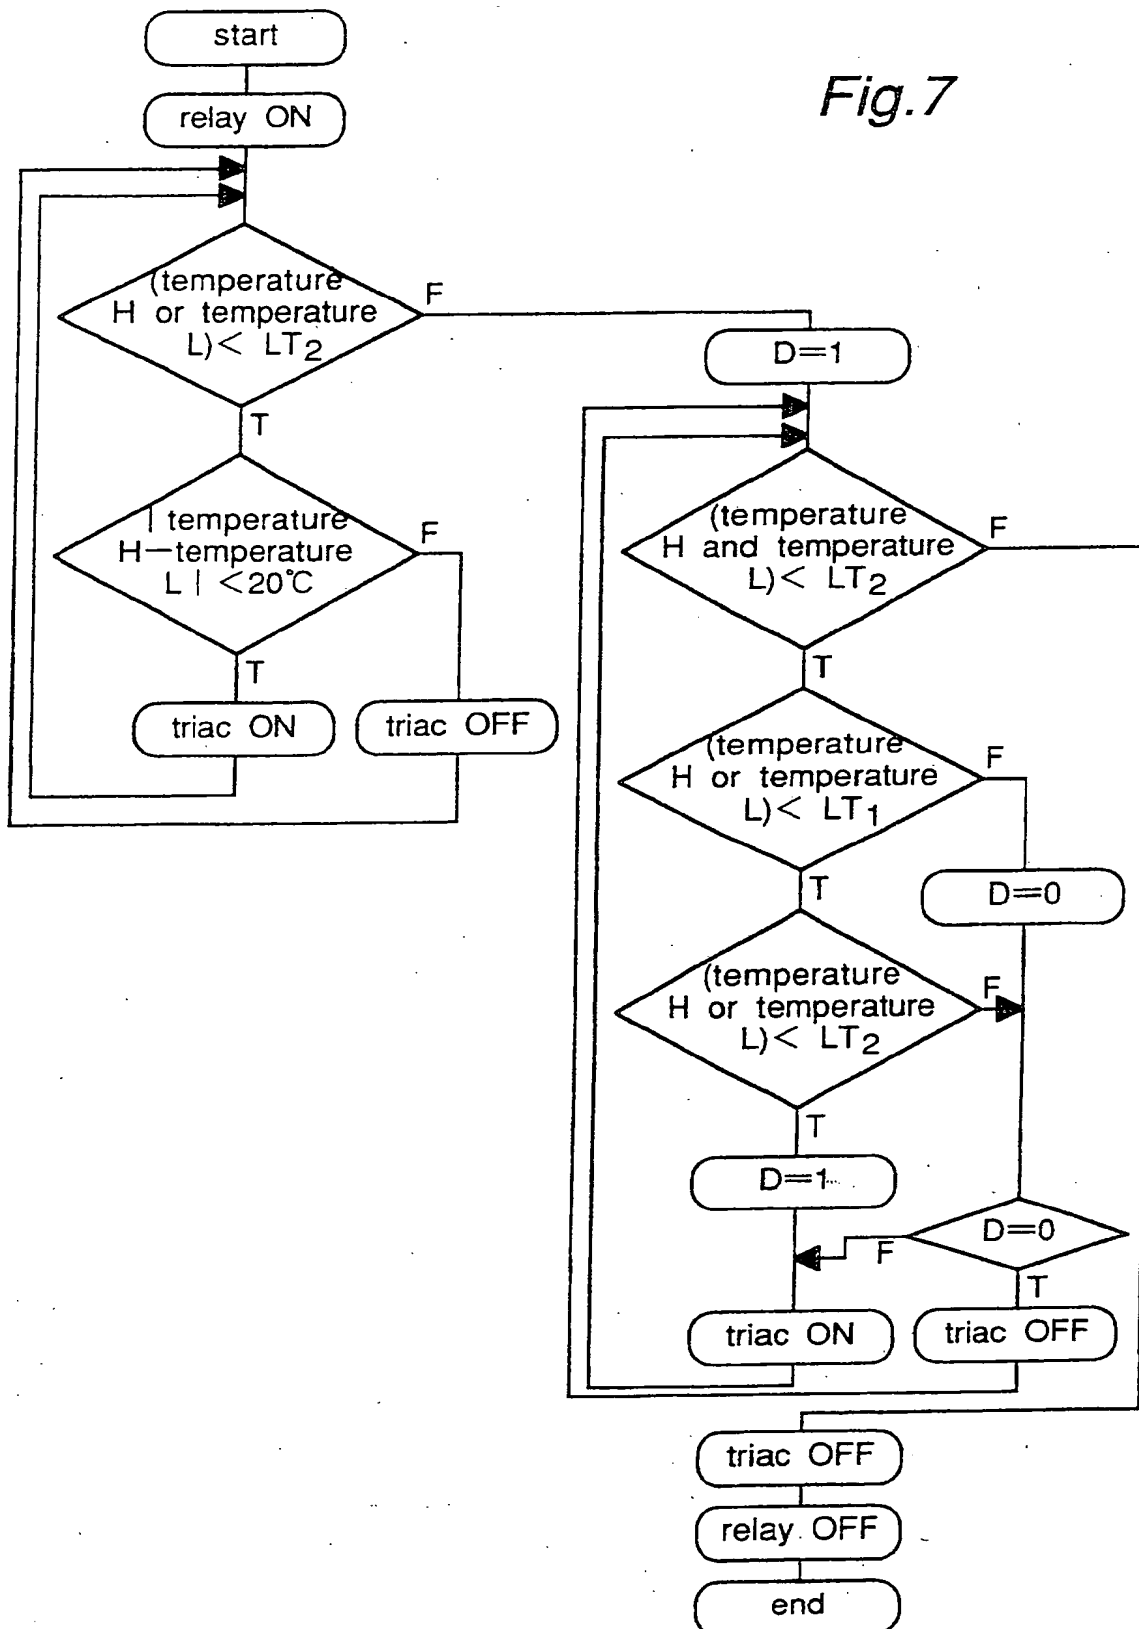 Fig.7
start
relay ON
(temperature
H or temperature
L)< LT2
F
T
| temperature
H—temperature
L | <20℃
F
T
triac ON
triac OFF
D=1
(temperature
H and temperature
L)< LT2
F
T
(temperature
H or temperature
L)< LT1
F
T
D=0
(temperature
H or temperature
L)< LT2
F
T
D=1
D=0
F
T
triac ON
triac OFF
triac OFF
relay OFF
end